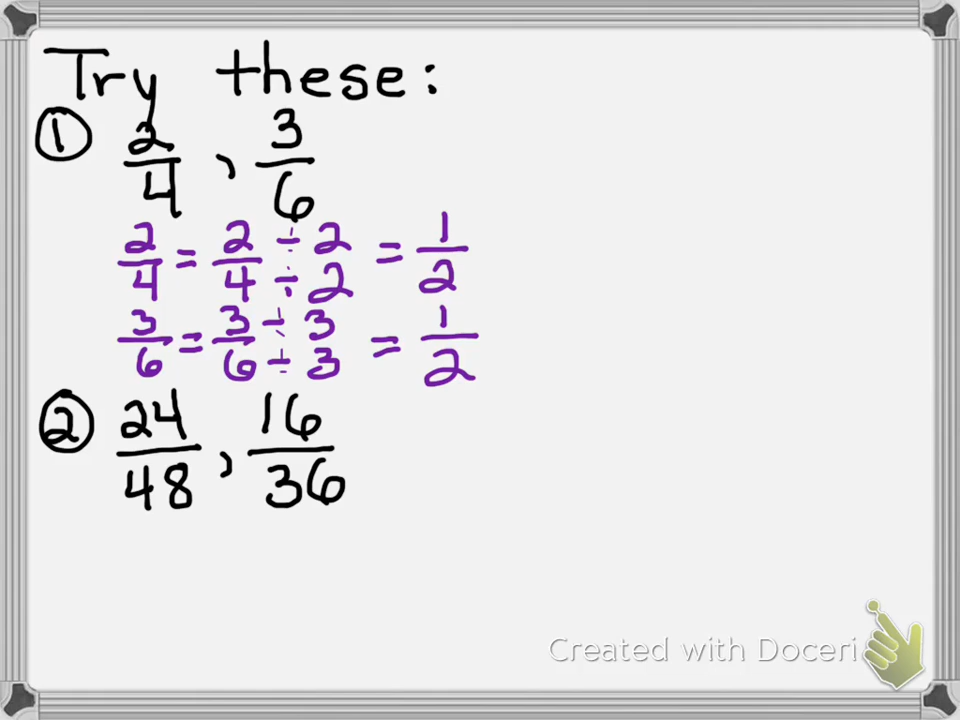 Try these:
① 2/4 , 3/6
2/4 = 2/4 ÷ 2/2 = 1/2
3/6 = 3/6 ÷ 3/3 = 1/2
② 24/48 , 16/36
Created with Doceri